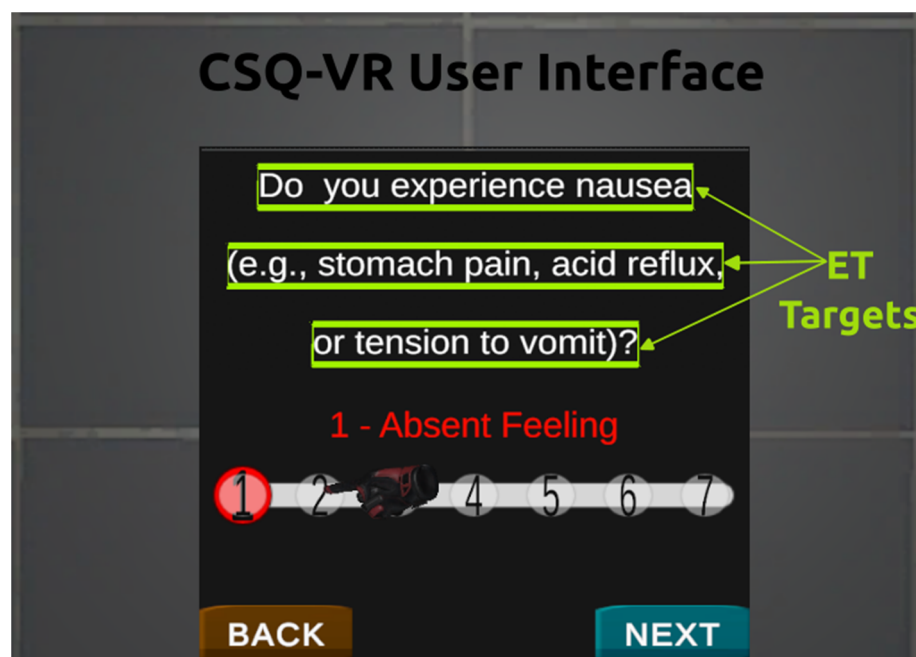 CSQ-VR User Interface
Do you experience nausea
(e.g., stomach pain, acid reflux,
or tension to vomit)?
ET
Targets
1 - Absent Feeling
1 2 4 5 6 7
BACK NEXT